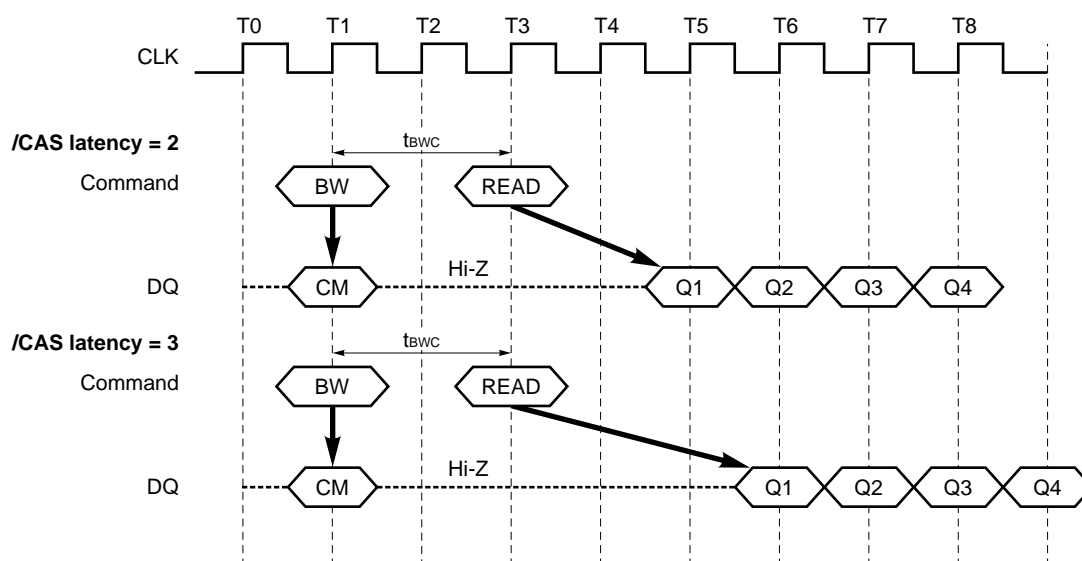 T0 T1 T2 T3 T4 T5 T6 T7 T8
CLK
/CAS latency = 2
tBWC
Command BW READ
Hi-Z
DQ CM Q1 Q2 Q3 Q4
/CAS latency = 3
tBWC
Command BW READ
Hi-Z
DQ CM Q1 Q2 Q3 Q4